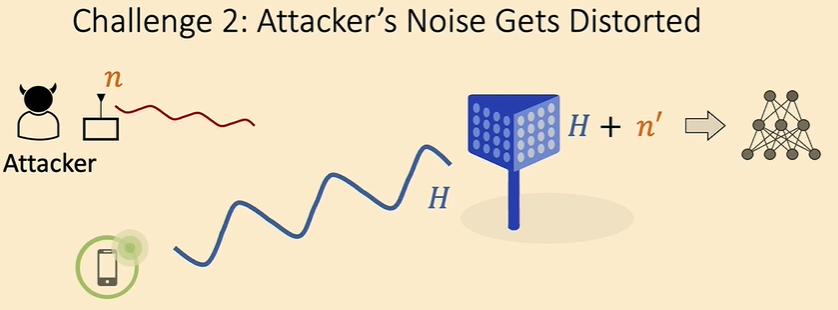 Challenge 2: Attacker's Noise Gets Distorted
n
Attacker
H
H + n′